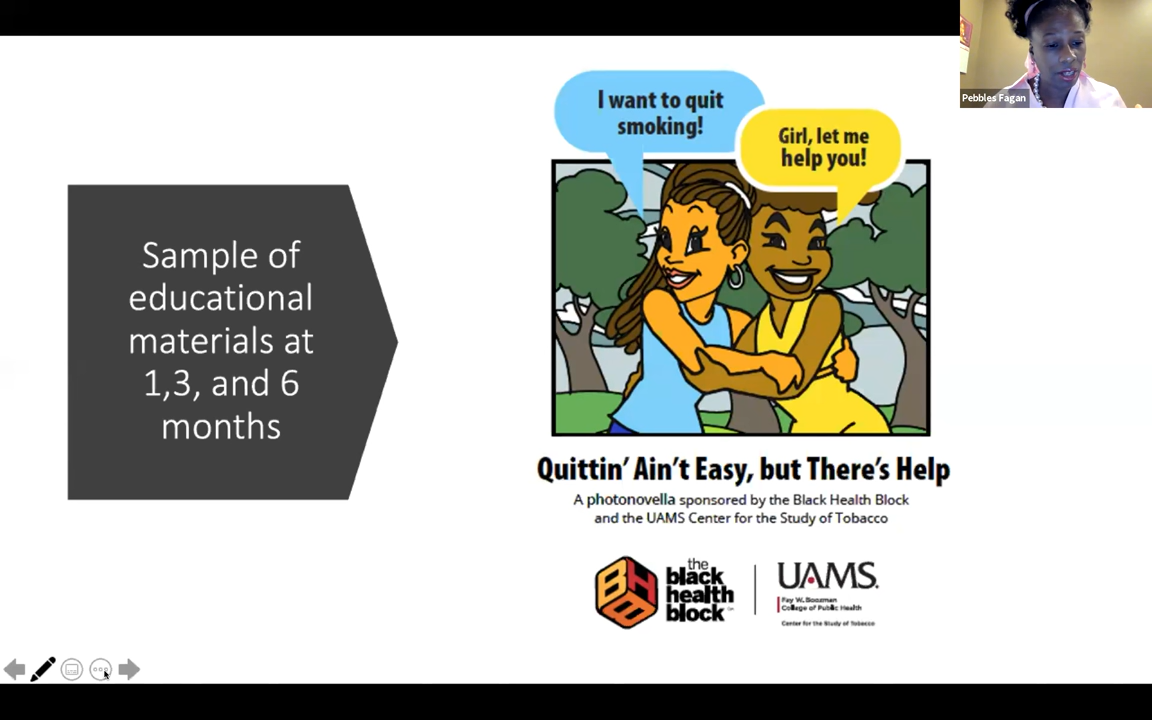 Pebbles Fagan
I want to quit
smoking!
Girl, let me
help you!
Sample of
educational
materials at
1,3, and 6
months
Quittin' Ain't Easy, but There's Help
A photonovella sponsored by the Black Health Block
and the UAMS Center for the Study of Tobacco
BHB
the
black
health
block
UAMS
Fay W. Boozman
College of Public Health
Center for the Study of Tobacco